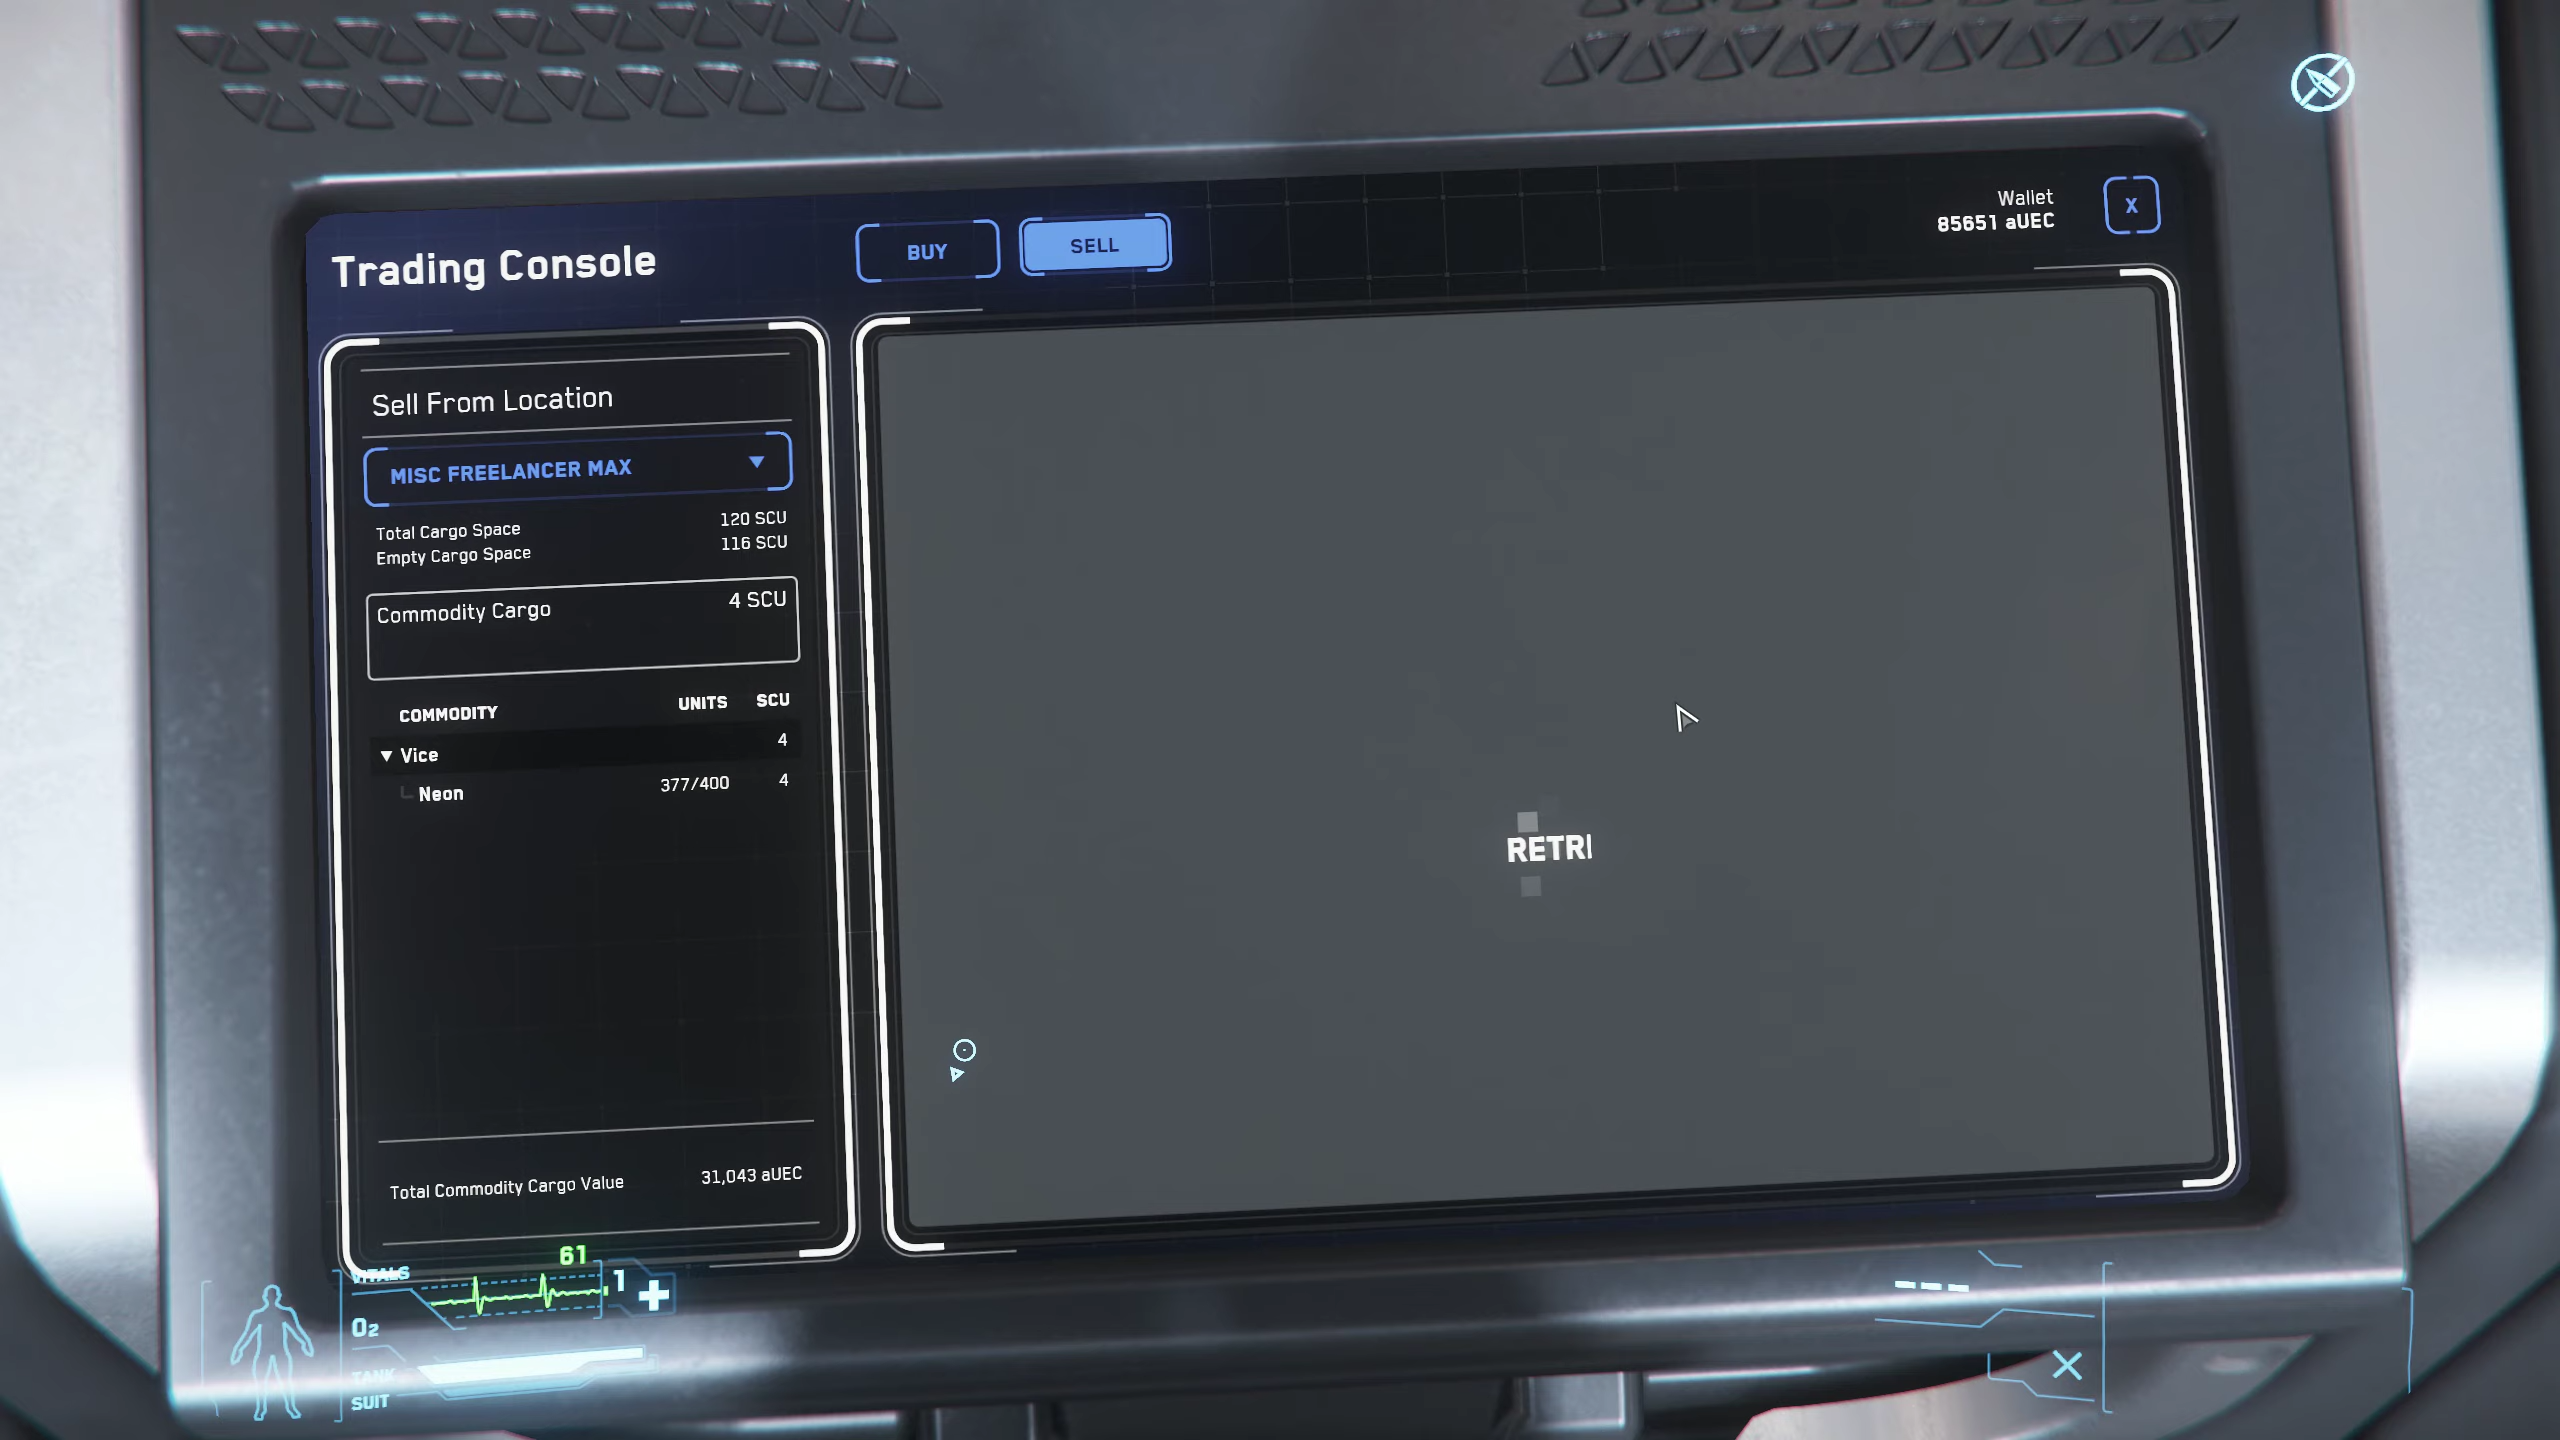 Trading Console
BUY
SELL
Wallet
85651 aUEC
X
Sell From Location
MISC FREELANCER MAX
Total Cargo Space 120 SCU
Empty Cargo Space 116 SCU
Commodity Cargo 4 SCU
COMMODITY UNITS SCU
Vice 4
Neon 377/400 4
RETRI
Total Commodity Cargo Value 31,043 aUEC
61
VITALS
1
O2
TANK
SUIT